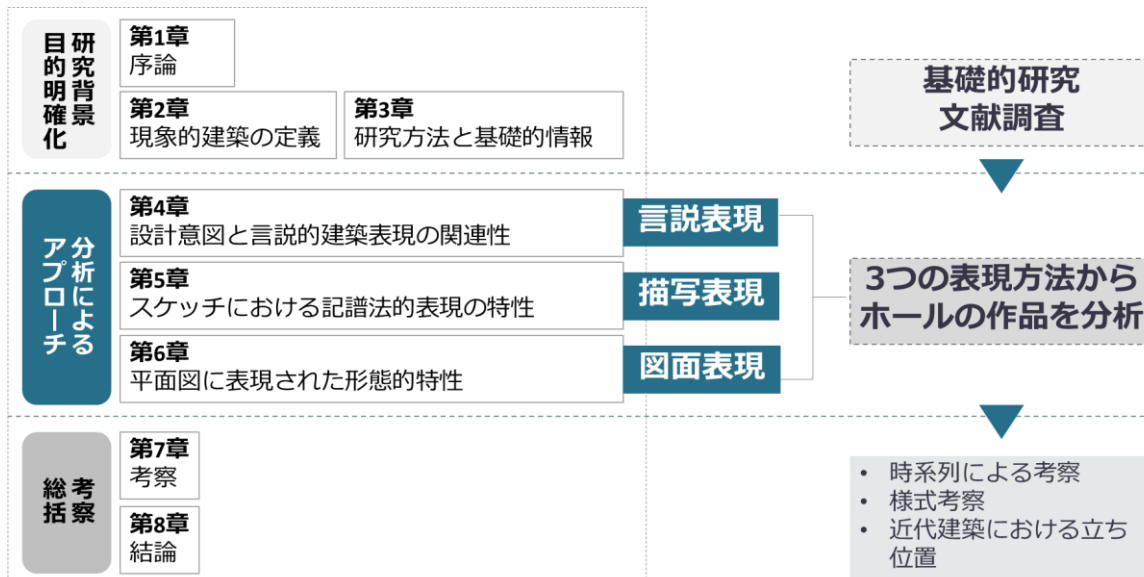 研究背景
目的明確化
第1章
序論
第2章
現象的建築の定義
第3章
研究方法と基礎的情報
基礎的研究
文献調査
分析による
アプローチ
第4章
設計意図と言説的建築表現の関連性
言説表現
第5章
スケッチにおける記譜法的表現の特性
描写表現
第6章
平面図に表現された形態的特性
図面表現
3つの表現方法から
ホールの作品を分析
考察
総括
第7章
考察
第8章
結論
• 時系列による考察
• 様式考察
• 近代建築における立ち
位置